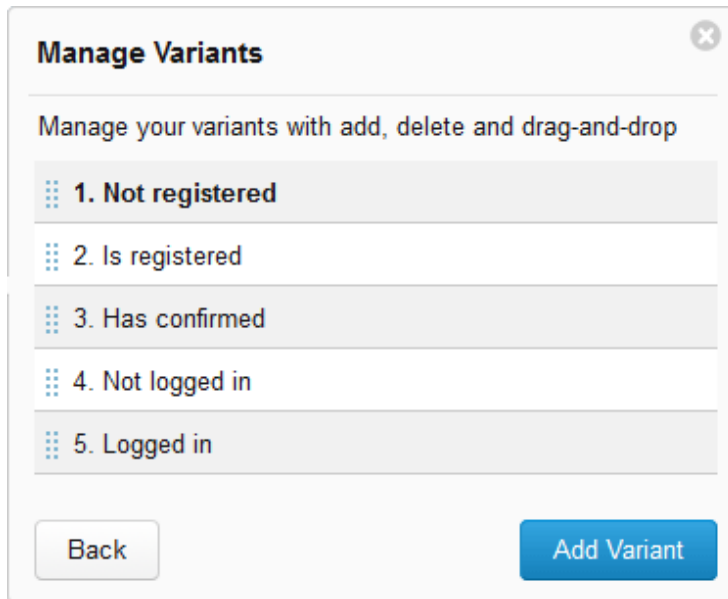 Manage Variants
Manage your variants with add, delete and drag-and-drop
1. Not registered
2. Is registered
3. Has confirmed
4. Not logged in
5. Logged in
Back
Add Variant